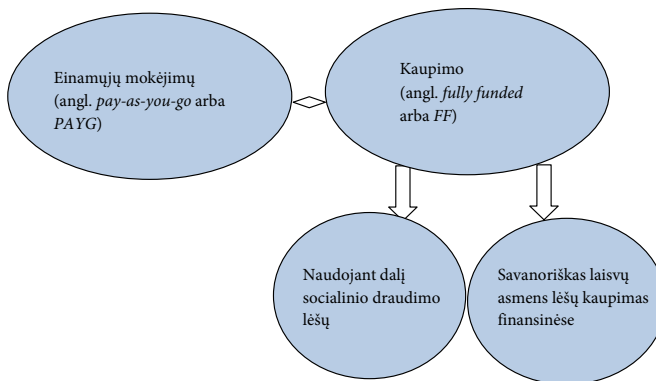 Einamųjų mokėjimų
(angl. pay-as-you-go arba
PAYG)
Kaupimo
(angl. fully funded
arba FF)
Naudojant dalį
socialinio draudimo
lėšų
Savanoriškas laisvų
asmens lėšų kaupimas
finansinėse